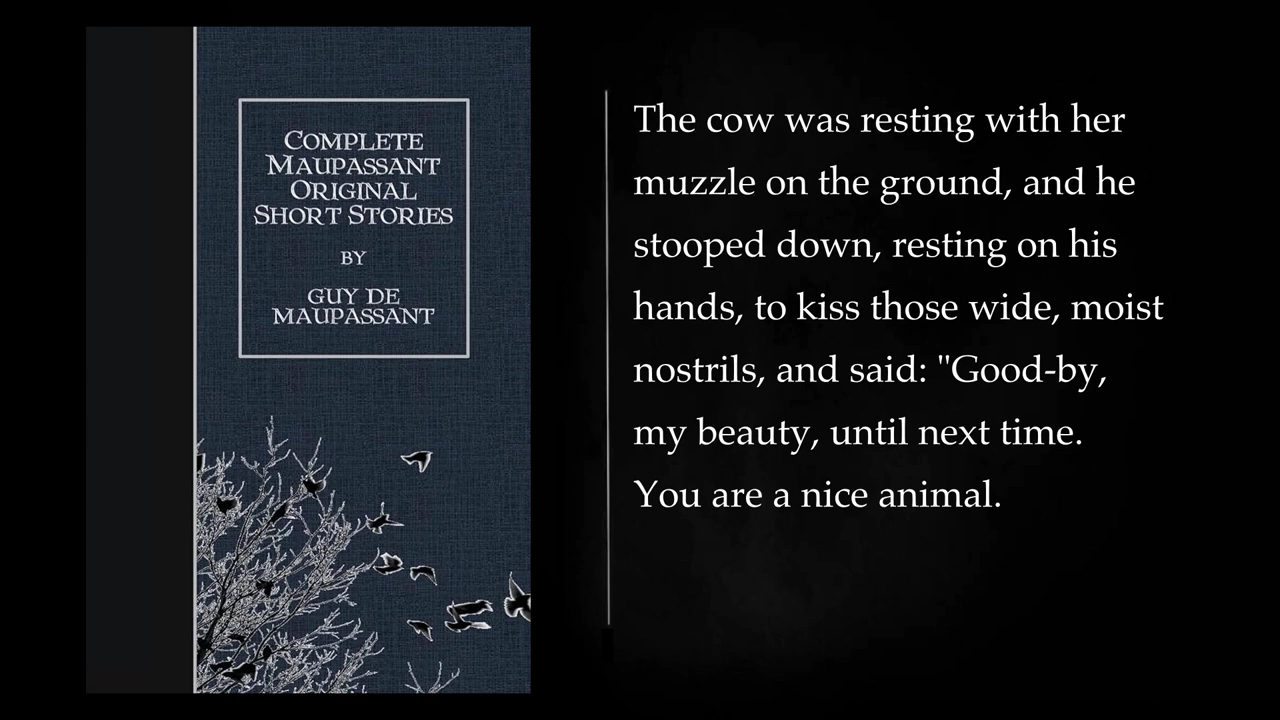 COMPLETE
MAUPASSANT
ORIGINAL
SHORT STORIES
BY
GUY DE
MAUPASSANT
The cow was resting with her
muzzle on the ground, and he
stooped down, resting on his
hands, to kiss those wide, moist
nostrils, and said: "Good-by,
my beauty, until next time.
You are a nice animal.